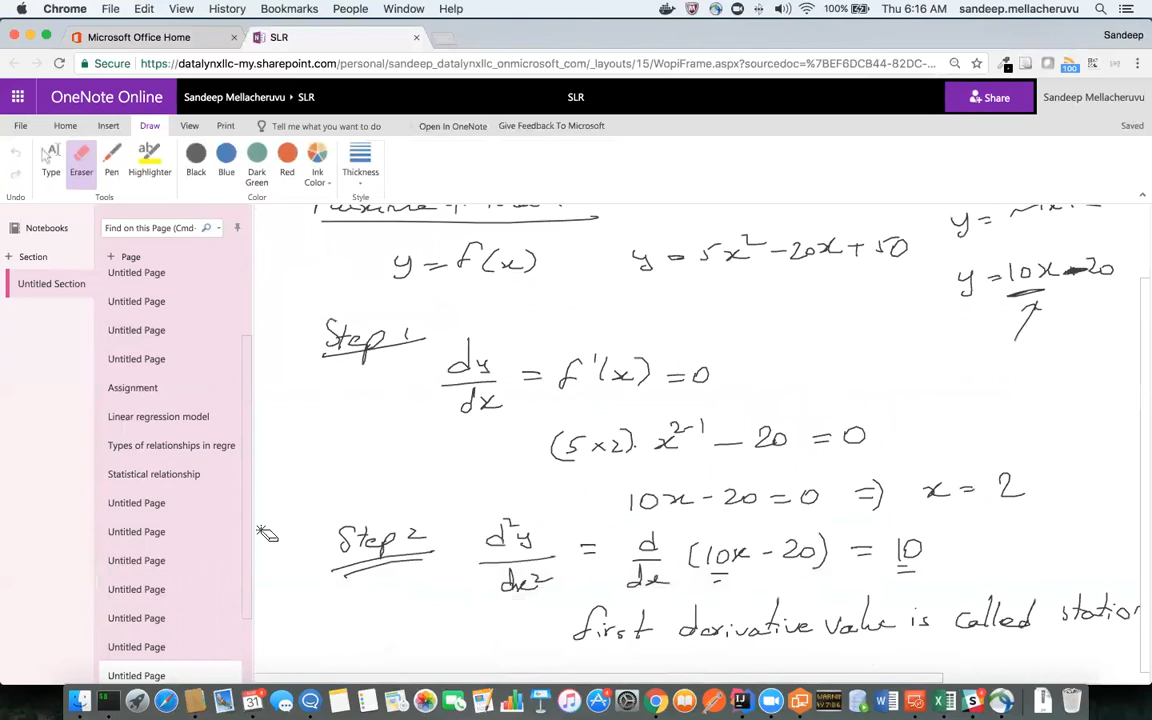 Chrome File Edit View History Bookmarks People Window Help 100% Thu 6:16 AM sandeep.mellacheruvu
Microsoft Office Home SLR Sandeep
Secure https://datalynxllc-my.sharepoint.com/personal/sandeep_datalynxllc_onmicrosoft_com/_layouts/15/WopiFrame.aspx?sourcedoc=%7BEF6DCB44-82DC-... 100
OneNote Online Sandeep Mellacheruvu ▸ SLR SLR Share Sandeep Mellacheruvu
File Home Insert Draw View Print Tell me what you want to do Open In OneNote Give Feedback To Microsoft Saved
Type Eraser Pen Highlighter Black Blue Dark Green Red Ink Color Thickness
Undo Tools Color Style
Notebooks
Find on this Page (Cmd
+ Section
+ Page
Untitled Section
Untitled Page
Untitled Page
Untitled Page
Untitled Page
Assignment
Linear regression model
Types of relationships in regre
Statistical relationship
Untitled Page
Untitled Page
Untitled Page
Untitled Page
Untitled Page
Untitled Page
Untitled Page
y =
y = f(x) y = 5x² - 20x + 50
y = 10x - 20
Step 1
dy/dx = f'(x) = 0
(5×2). x²⁻¹ - 20 = 0
10x - 20 = 0 ⇒ x = 2
Step 2 d²y/dx² = d/dx (10x - 20) = 10
first derivative value is called station